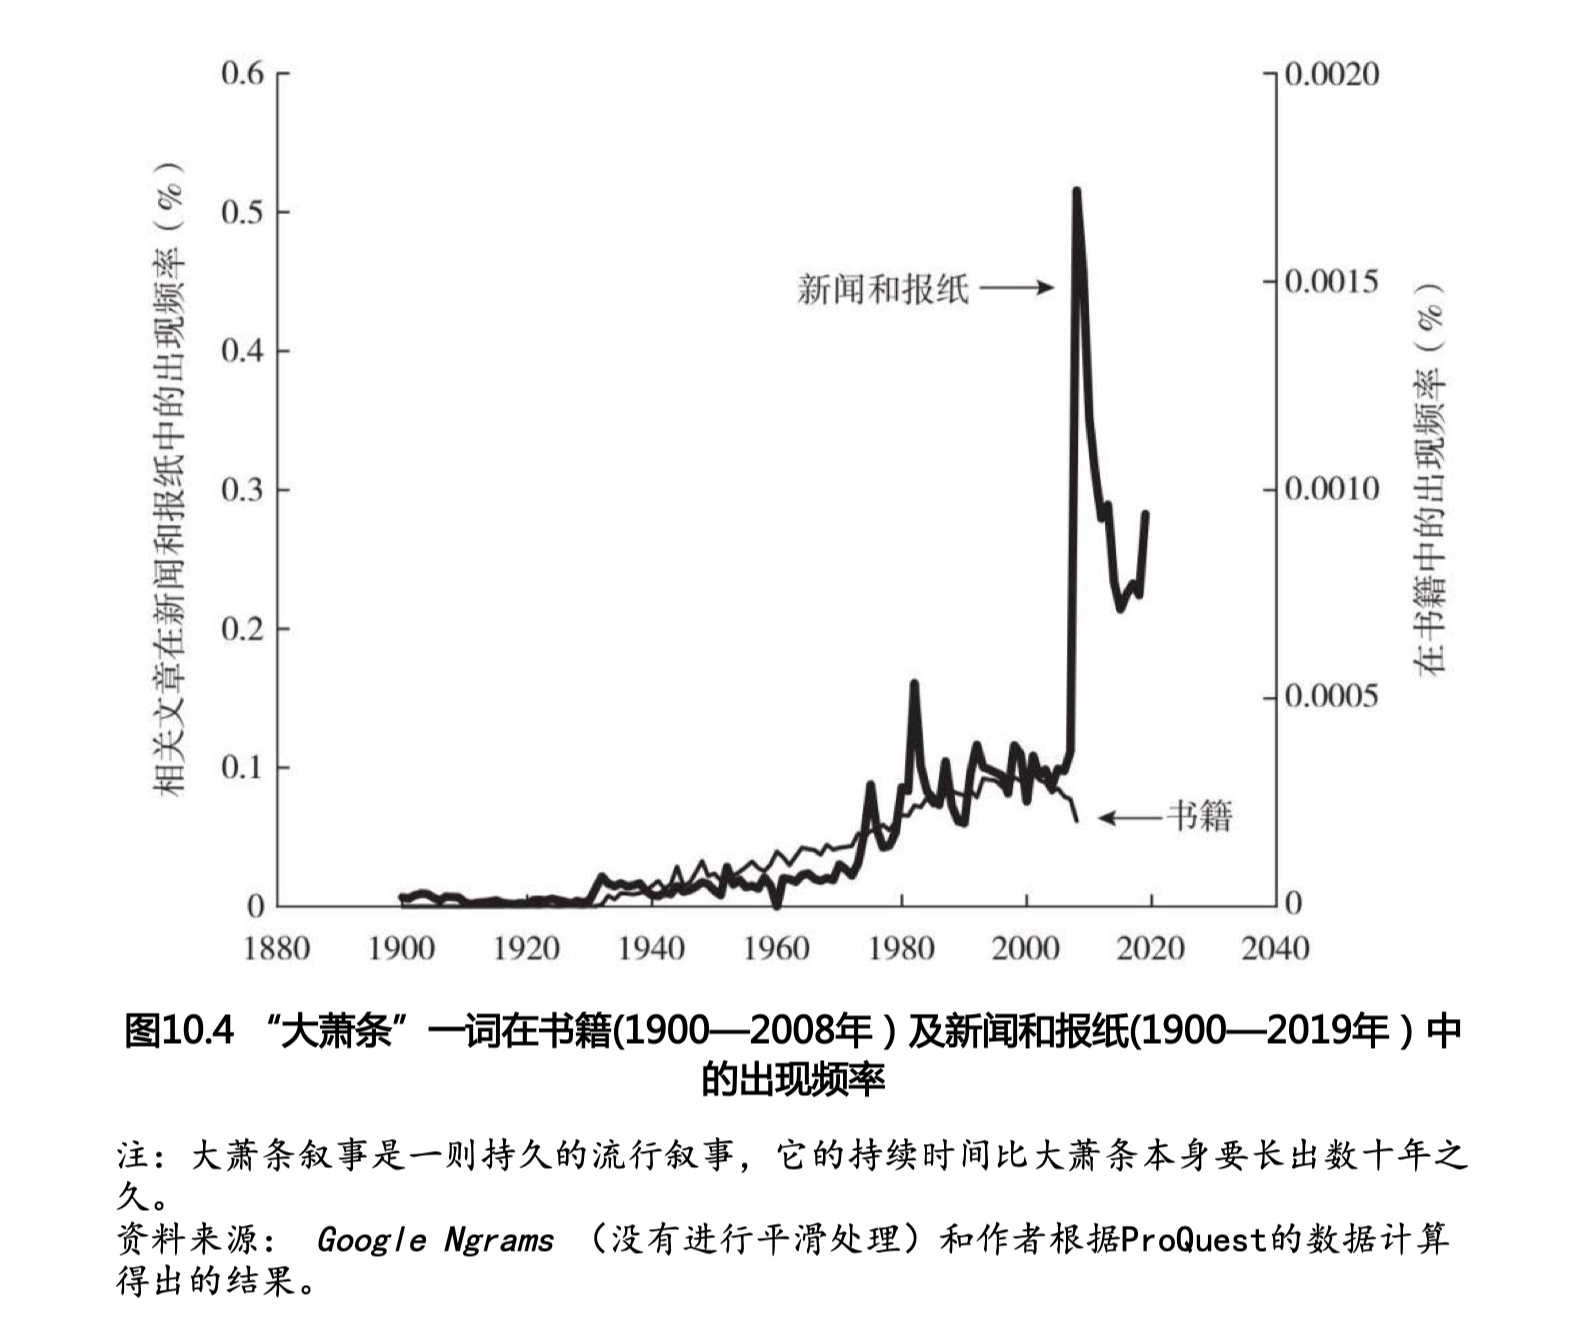 0.6
0.5
0.4
0.3
0.2
0.1
0
相关文章在新闻和报纸中的出现频率（%）
0.0020
0.0015
0.0010
0.0005
0
在书籍中的出现频率（%）
新闻和报纸
书籍
1880 1900 1920 1940 1960 1980 2000 2020 2040
图10.4 “大萧条”一词在书籍(1900—2008年）及新闻和报纸(1900—2019年）中
的出现频率
注：大萧条叙事是一则持久的流行叙事，它的持续时间比大萧条本身要长出数十年之
久。
资料来源： Google Ngrams （没有进行平滑处理）和作者根据ProQuest的数据计算
得出的结果。